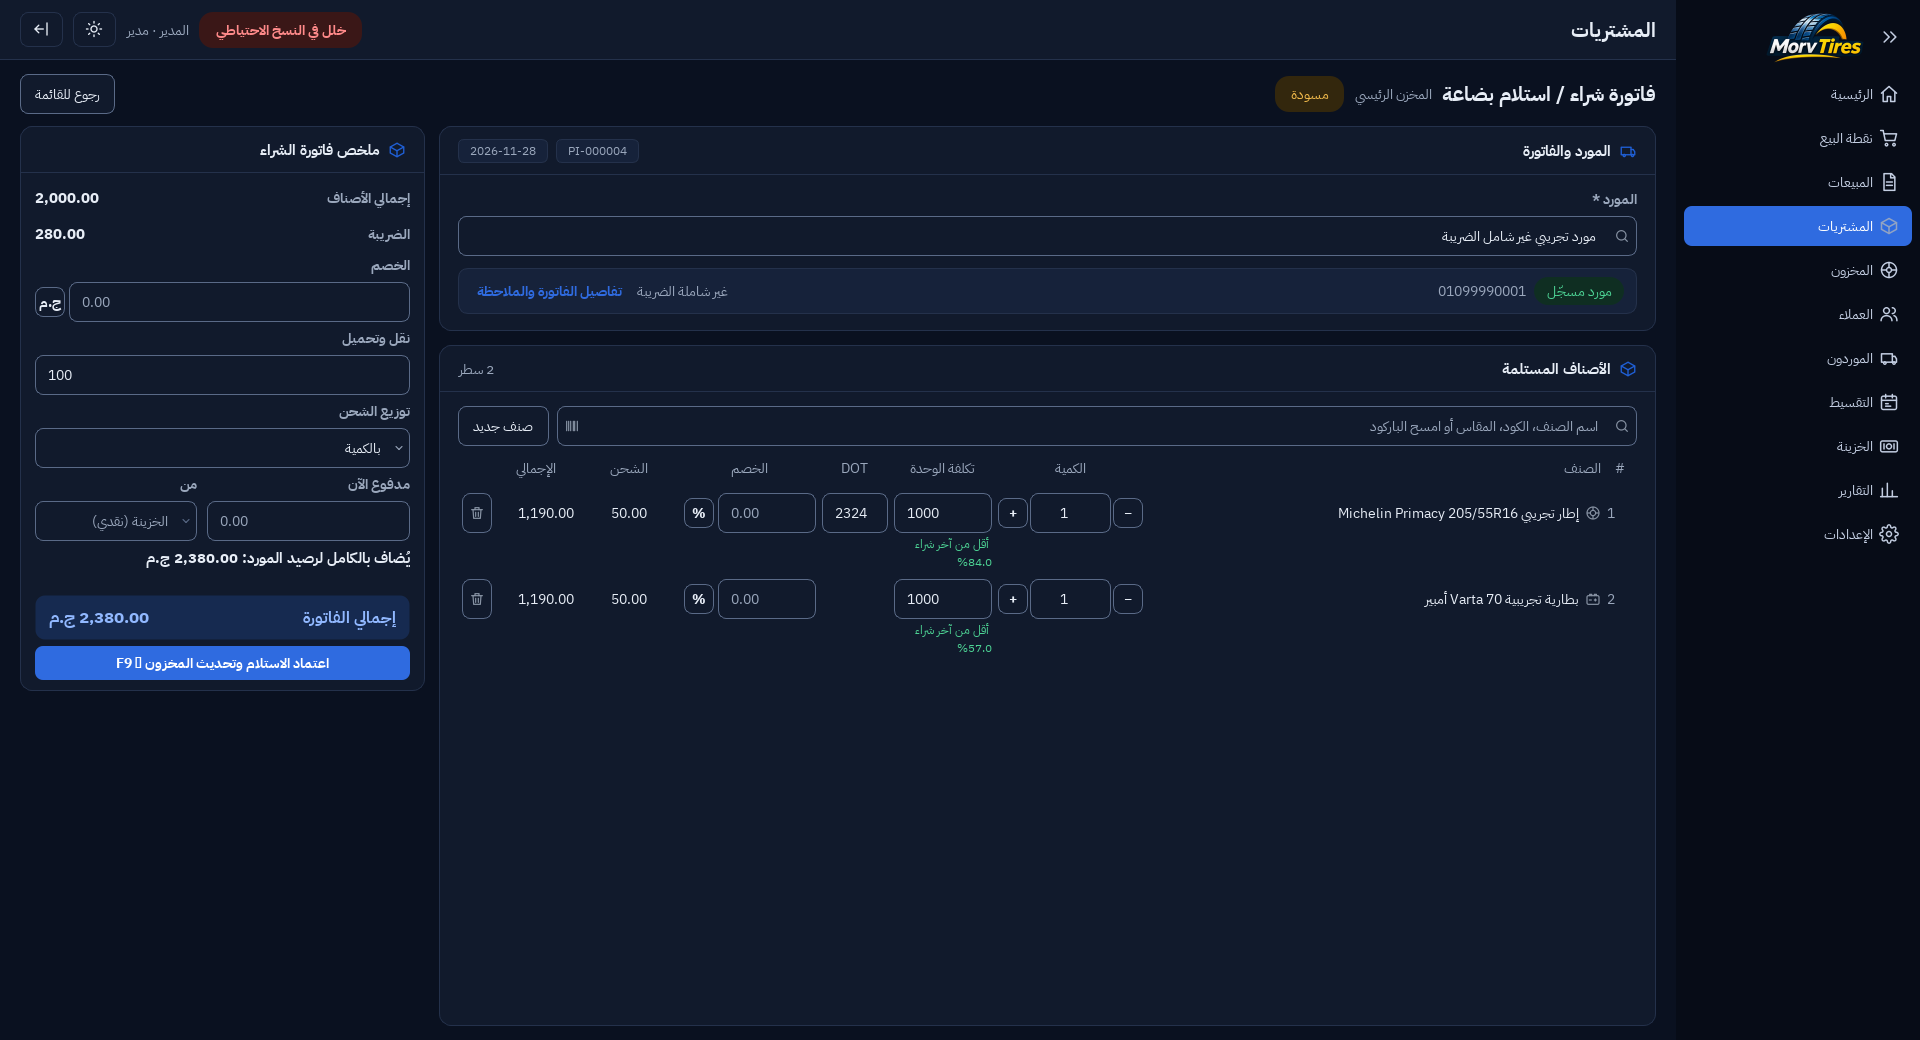 MorvTires
الرئيسية
نقطة البيع
المبيعات
المشتريات
المخزون
العملاء
الموردون
التقسيط
الخزينة
التقارير
الإعدادات
المشتريات
خلل في النسخ الاحتياطي
المدير · مدير
فاتورة شراء / استلام بضاعة
المخزن الرئيسي
مسودة
رجوع للقائمة
المورد والفاتورة
PI-000004
2026-11-28
المورد *
مورد تجريبي غير شامل الضريبة
مورد مسجّل
01099990001
غير شاملة الضريبة
تفاصيل الفاتورة والملاحظة
الأصناف المستلمة
2 سطر
اسم الصنف، الكود، المقاس أو امسح الباركود
صنف جديد
# الصنف الكمية تكلفة الوحدة DOT الخصم الشحن الإجمالي
1 إطار تجريبي Michelin Primacy 205/55R16 − 1 + 1000 2324 0.00 % 50.00 1,190.00
أقل من آخر شراء
%84.0
2 بطارية تجريبية Varta 70 أمبير − 1 + 1000 0.00 % 50.00 1,190.00
أقل من آخر شراء
%57.0
ملخص فاتورة الشراء
إجمالي الأصناف 2,000.00
الضريبة 280.00
الخصم
0.00 ج.م
نقل وتحميل
100
توزيع الشحن
بالكمية
مدفوع الآن من
0.00 الخزينة (نقدي)
يُضاف بالكامل لرصيد المورد: 2,380.00 ج.م
إجمالي الفاتورة 2,380.00 ج.م
اعتماد الاستلام وتحديث المخزون F9